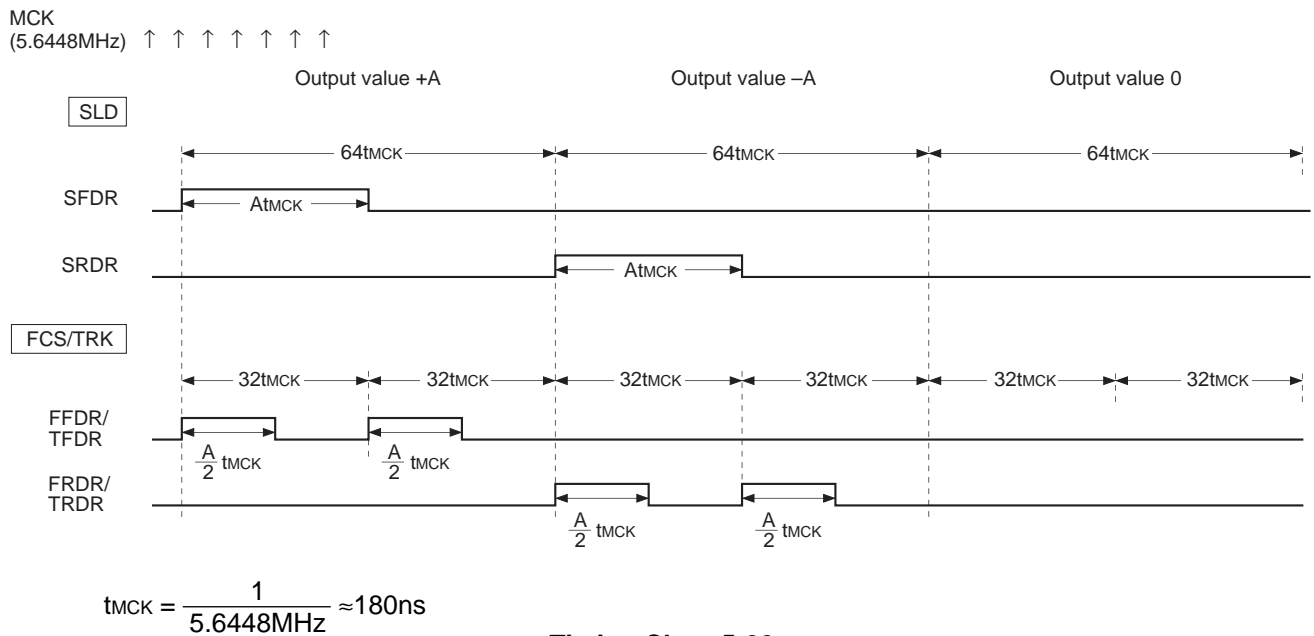 MCK
(5.6448MHz) ↑ ↑ ↑ ↑ ↑ ↑ ↑
Output value +A Output value –A Output value 0
SLD
64tMCK 64tMCK 64tMCK
SFDR AtMCK
SRDR AtMCK
FCS/TRK
32tMCK 32tMCK 32tMCK 32tMCK 32tMCK 32tMCK
FFDR/
TFDR
A/2 tMCK A/2 tMCK
FRDR/
TRDR
A/2 tMCK A/2 tMCK
tMCK = 1/5.6448MHz ≈180ns